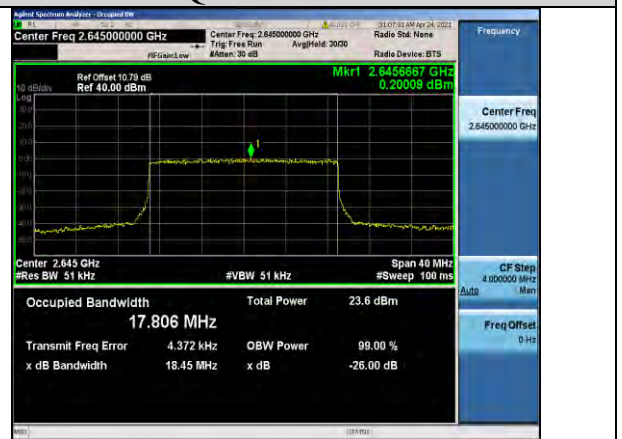 Agilent Spectrum Analyzer - Occupied BW
Center Freq 2.645000000 GHz
Center Freq: 2.645000000 GHz
Trig: Free Run Avg|Hold: 30/30
#IFGain:Low #Atten: 30 dB
01:07:01 AM Apr 24, 2021
Radio Std: None
Radio Device: BTS
Frequency
Ref Offset 10.79 dB
10 dB/div Ref 40.00 dBm
Log
Mkr1 2.6456667 GHz
0.20009 dBm
1
Center Freq
2.645000000 GHz
Center 2.645 GHz
Span 40 MHz
#Res BW 51 kHz
#VBW 51 kHz
#Sweep 100 ms
CF Step
4.000000 MHz
Auto Man
Occupied Bandwidth
17.806 MHz
Total Power 23.6 dBm
Transmit Freq Error 4.372 kHz
OBW Power 99.00 %
x dB Bandwidth 18.45 MHz
x dB -26.00 dB
Freq Offset
0 Hz
MSG
STATUS